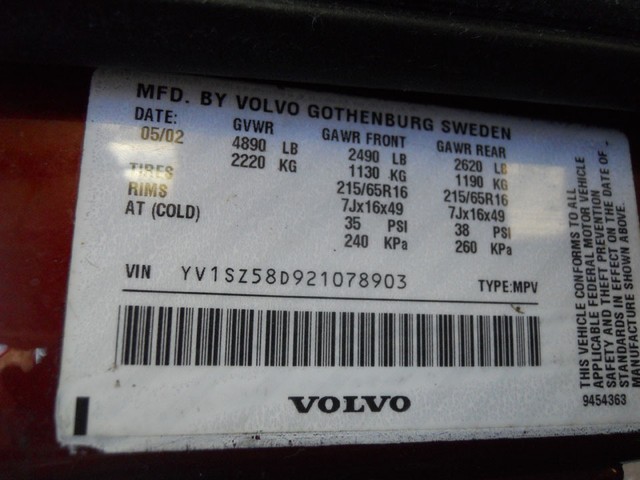 MFD. BY VOLVO GOTHENBURG SWEDEN
DATE: GVWR GAWR FRONT GAWR REAR
05/02 4890 LB 2490 LB 2620 LB
2220 KG 1130 KG 1190 KG
TIRES 215/65R16 215/65R16
RIMS 7Jx16x49 7Jx16x49
AT (COLD) 35 PSI 38 PSI
240 KPa 260 KPa
VIN YV1SZ58D921078903 TYPE:MPV
VOLVO
THIS VEHICLE CONFORMS TO ALL
APPLICABLE FEDERAL MOTOR VEHICLE
SAFETY AND THEFT PREVENTION
STANDARDS IN EFFECT ON THE DATE OF
MANUFACTURE SHOWN ABOVE.
9454363